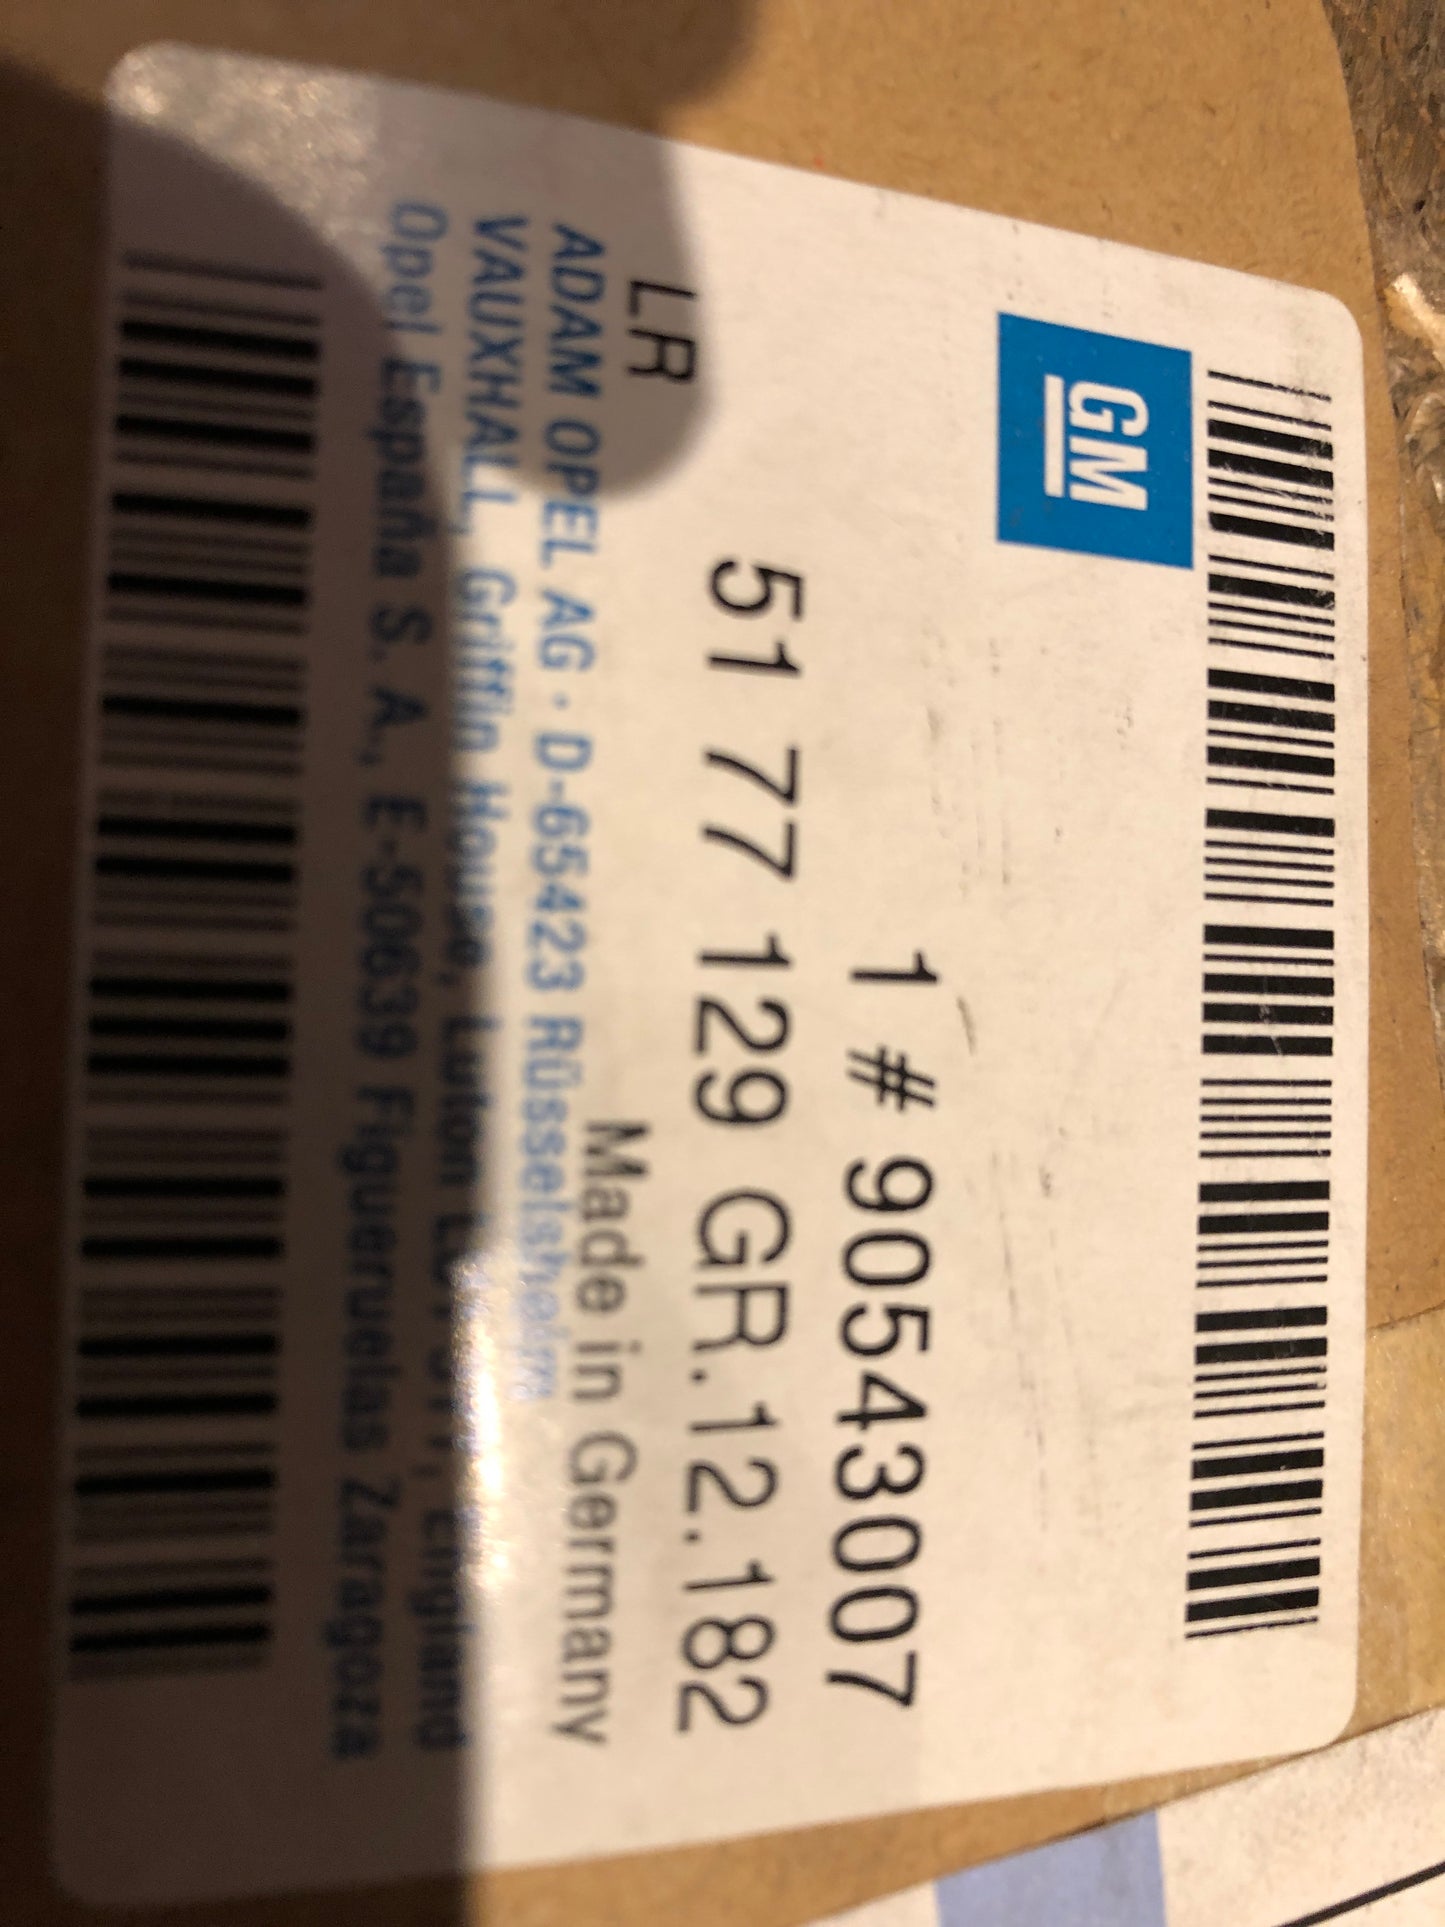 GM
1 # 90543007
51 77 129 GR.12.182
LR Made in Germany
ADAM OPEL AG · D-65423 Rüsselsheim
VAUXHALL, Griffin House, Luton England
Opel España S. A., E-50639 Figueruelas Zaragoza